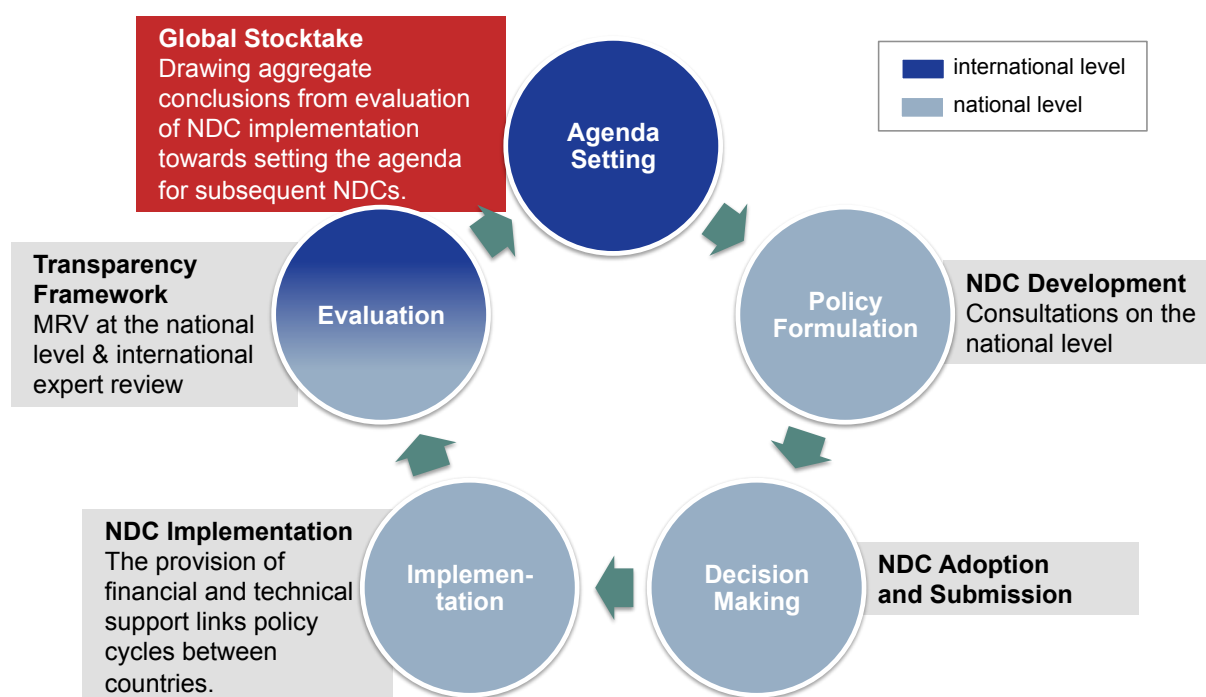 Global Stocktake
Drawing aggregate
conclusions from evaluation
of NDC implementation
towards setting the agenda
for subsequent NDCs.
Agenda
Setting
international level
national level
Transparency
Framework
MRV at the national
level & international
expert review
Evaluation
Policy
Formulation
NDC Development
Consultations on the
national level
NDC Implementation
The provision of
financial and technical
support links policy
cycles between
countries.
Implemen-
tation
Decision
Making
NDC Adoption
and Submission